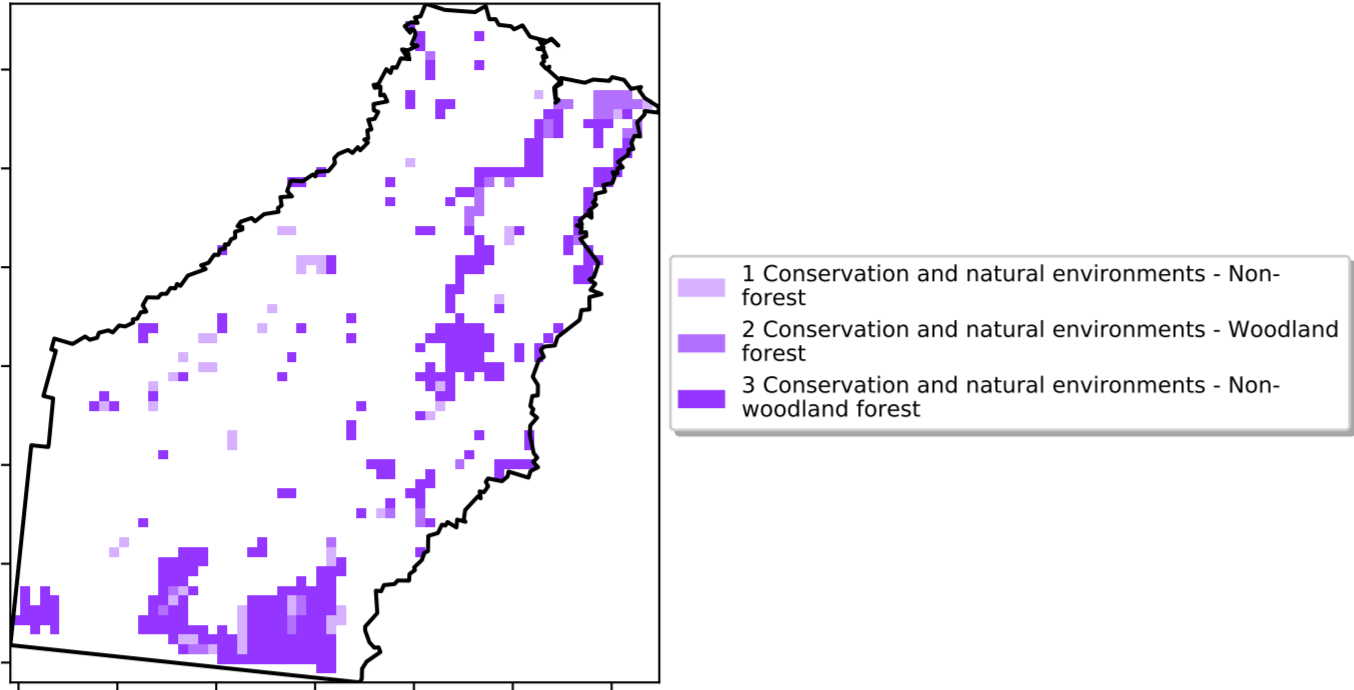 1 Conservation and natural environments - Non-
forest
2 Conservation and natural environments - Woodland
forest
3 Conservation and natural environments - Non-
woodland forest